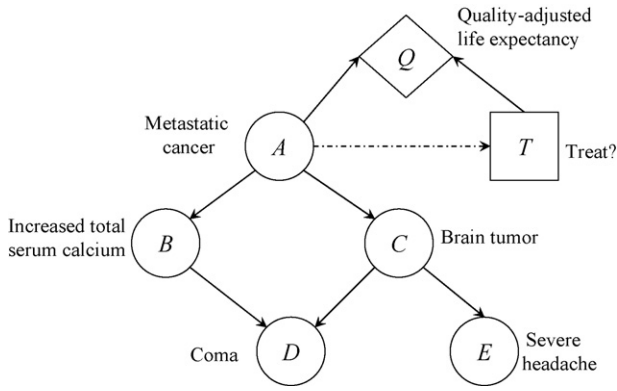 Quality-adjusted
life expectancy
Q
Metastatic
cancer
A
T
Treat?
Increased total
serum calcium
B
C
Brain tumor
Coma
D
E
Severe
headache